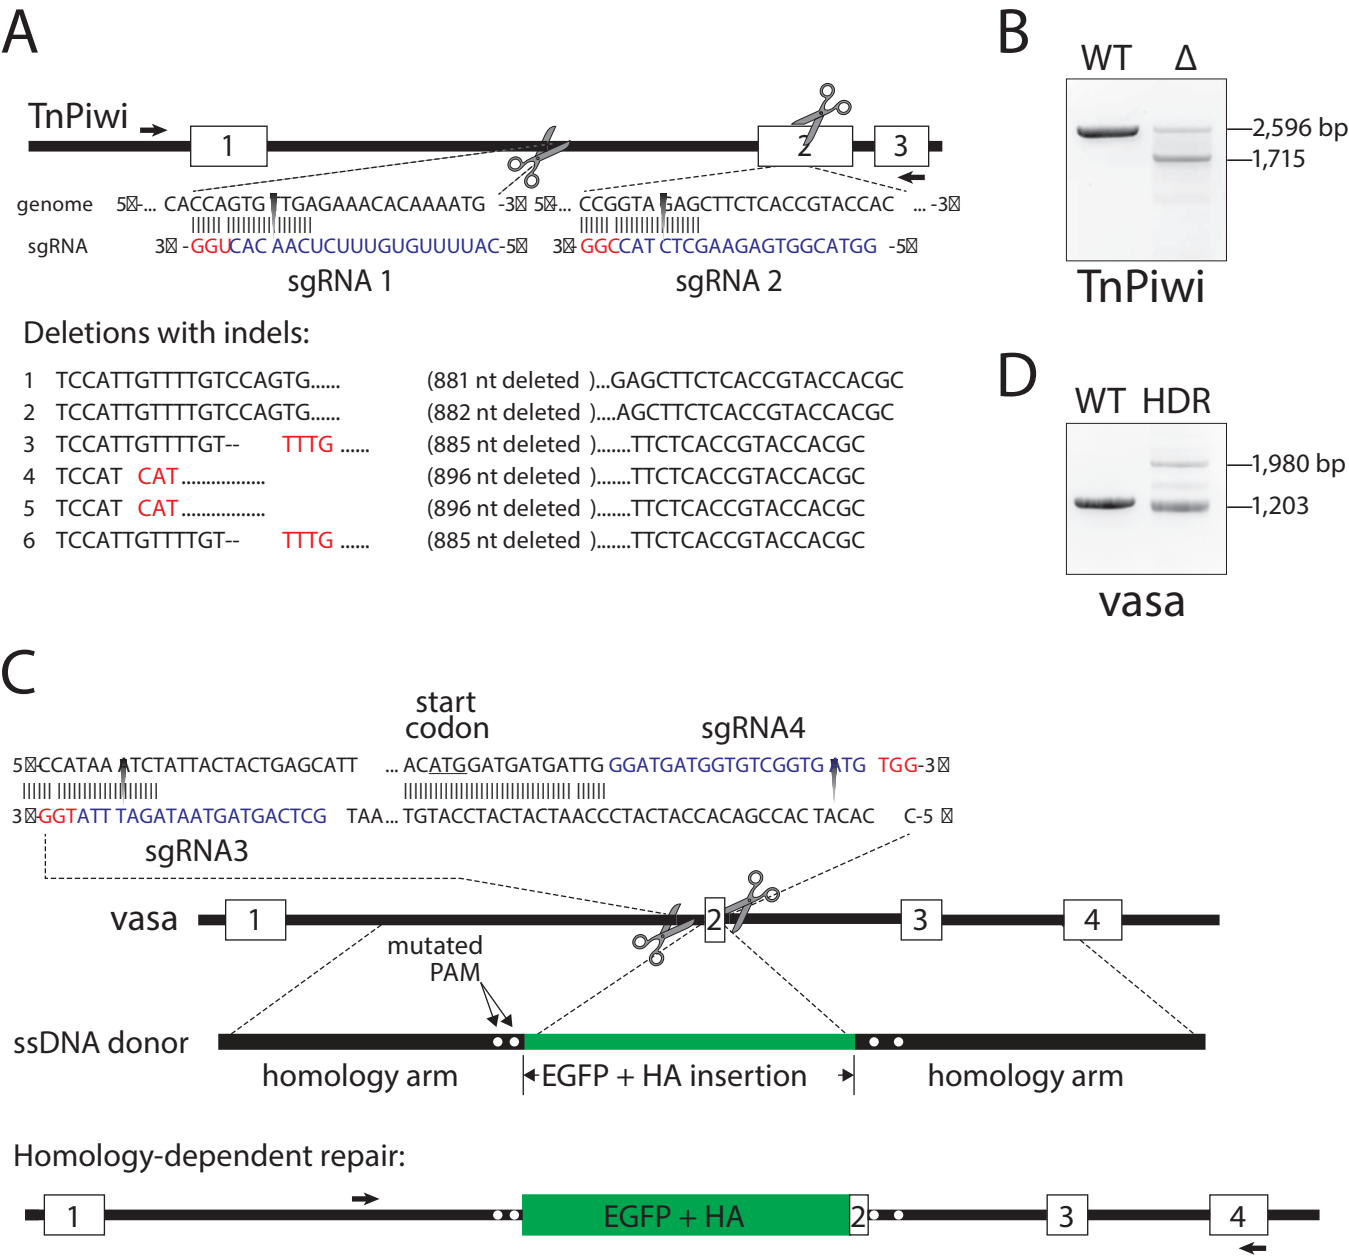 A
TnPiwi
1
2
3
genome 5-... CACCAGTG TTGAGAAACACAAAATG -3 5-... CCGGTA GAGCTTCTCACCGTACCAC ... -3
sgRNA 3 -GGUCAC AACUCUUUGUGUUUUAC-5 3- GGCCAT CTCGAAGAGTGGCATGG -5
sgRNA 1
sgRNA 2
Deletions with indels:
1 TCCATTGTTTTGTCCAGTG...... (881 nt deleted )...GAGCTTCTCACCGTACCACGC
2 TCCATTGTTTTGTCCAGTG...... (882 nt deleted )....AGCTTCTCACCGTACCACGC
3 TCCATTGTTTTGT-- TTTG ...... (885 nt deleted ).......TTCTCACCGTACCACGC
4 TCCAT CAT ................. (896 nt deleted ).......TTCTCACCGTACCACGC
5 TCCAT CAT ................. (896 nt deleted ).......TTCTCACCGTACCACGC
6 TCCATTGTTTTGT-- TTTG ...... (885 nt deleted ).......TTCTCACCGTACCACGC
B
WT Δ
2,596 bp
1,715
TnPiwi
D
WT HDR
1,980 bp
1,203
vasa
C
start
codon
sgRNA4
5-CCATAA ATCTATTACTACTGAGCATT ... ACATGGATGATGATTG GGATGATGGTGTCGGTG ATG TGG-3
3-GGTATT TAGATAATGATGACTCG TAA... TGTACCTACTACTAACCCTACTACCACAGCCAC TACAC C-5
sgRNA3
vasa
1
2
3
4
mutated
PAM
ssDNA donor
homology arm
EGFP + HA insertion
homology arm
Homology-dependent repair:
1
EGFP + HA
2
3
4